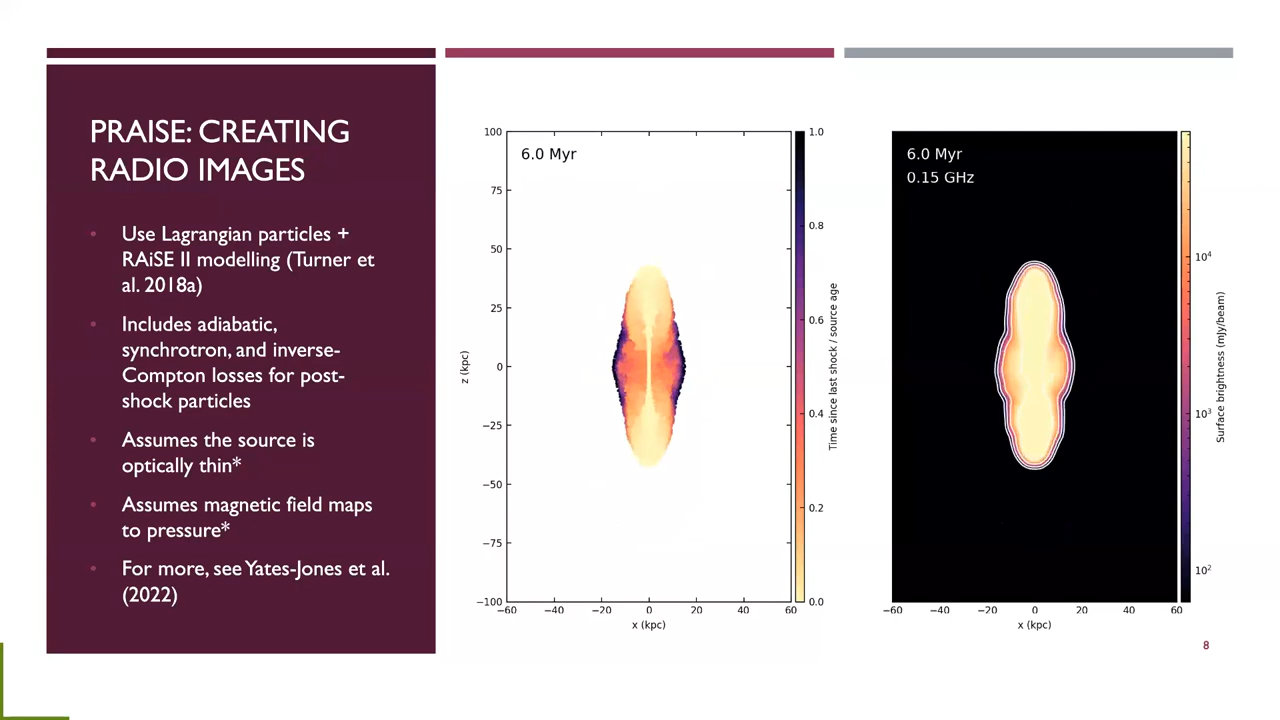 PRAISE: CREATING
RADIO IMAGES
• Use Lagrangian particles +
RAiSE II modelling (Turner et
al. 2018a)
• Includes adiabatic,
synchrotron, and inverse-
Compton losses for post-
shock particles
• Assumes the source is
optically thin*
• Assumes magnetic field maps
to pressure*
• For more, see Yates-Jones et al.
(2022)
6.0 Myr
100
75
50
25
0
−25
−50
−75
−100
z (kpc)
−60 −40 −20 0 20 40 60
x (kpc)
1.0
0.8
0.6
0.4
0.2
0.0
Time since last shock / source age
6.0 Myr
0.15 GHz
−60 −40 −20 0 20 40 60
x (kpc)
10⁴
10³
10²
Surface brightness (mJy/beam)
8